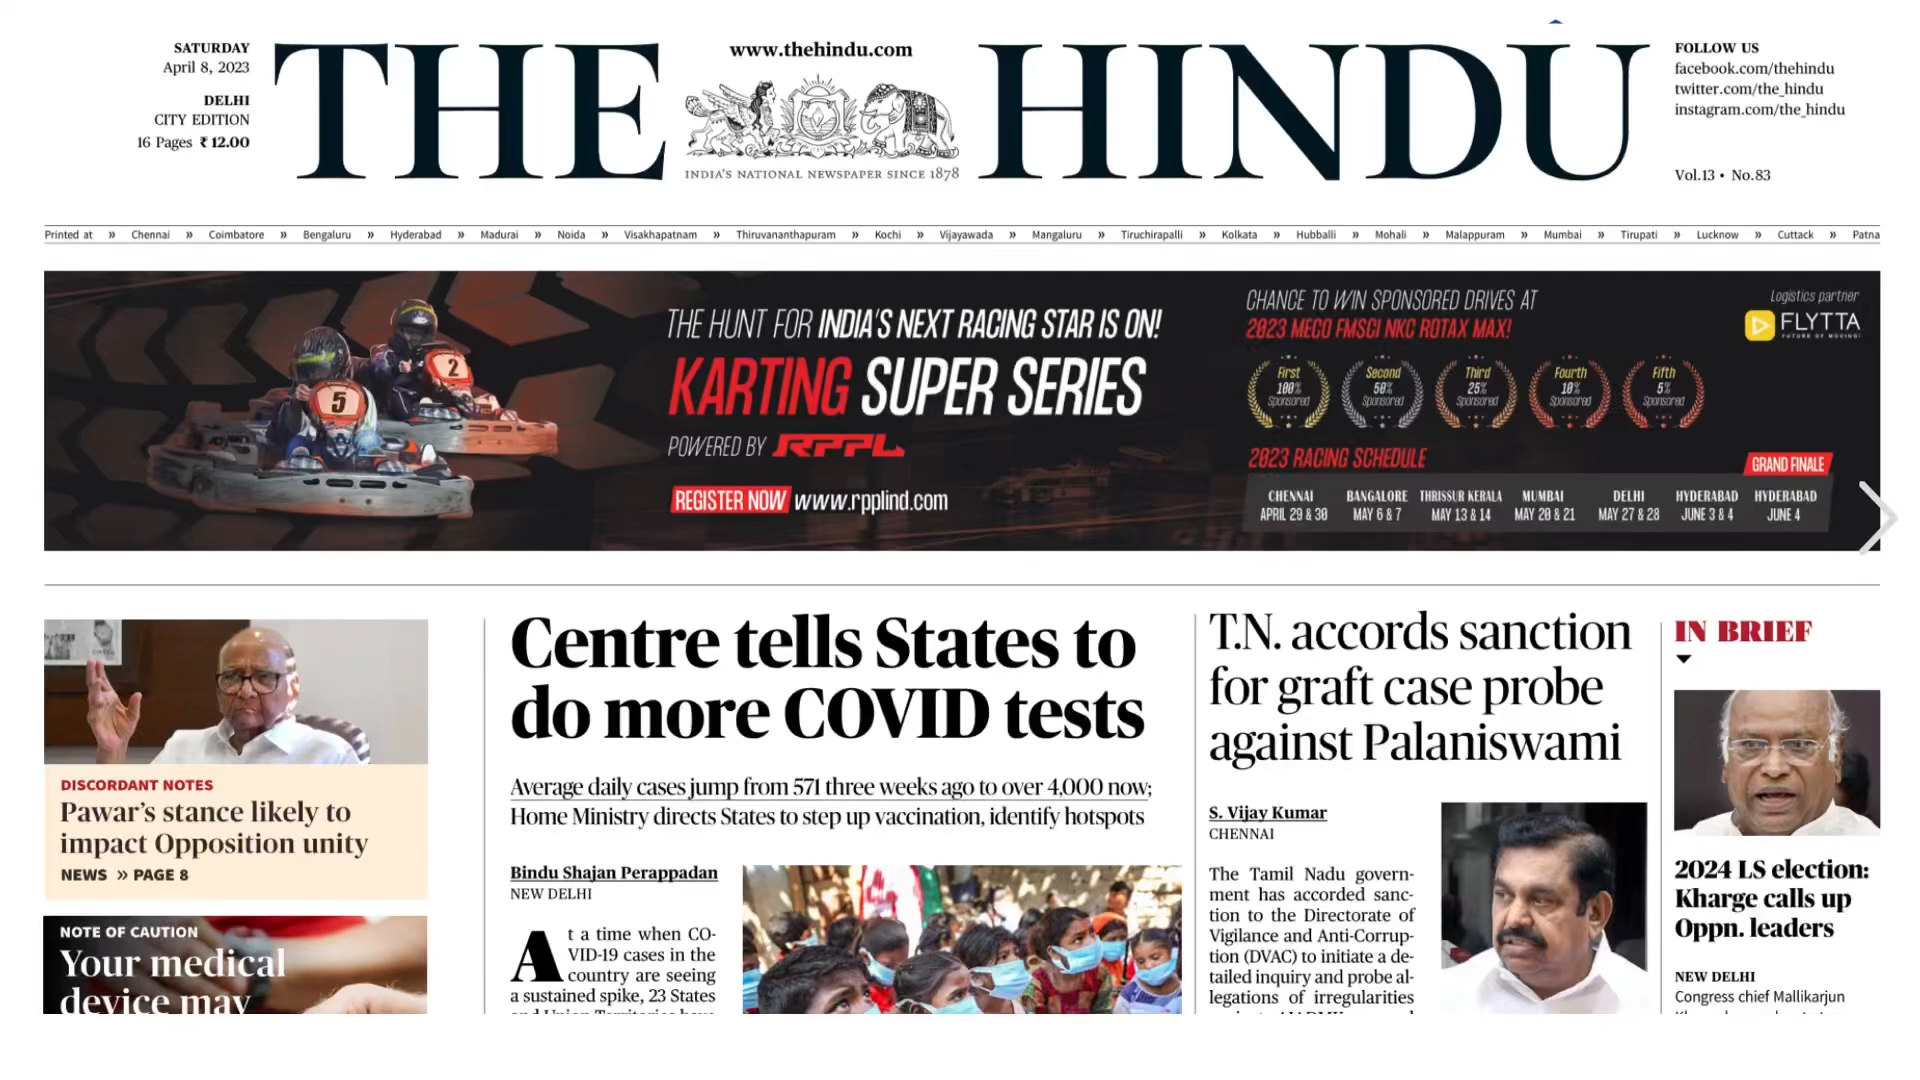 SATURDAY
April 8, 2023
DELHI
CITY EDITION
16 Pages ₹ 12.00
THE HINDU
www.thehindu.com
INDIA'S NATIONAL NEWSPAPER SINCE 1878
FOLLOW US
facebook.com/thehindu
twitter.com/the_hindu
instagram.com/the_hindu
Vol.13 • No.83
Printed at » Chennai » Coimbatore » Bengaluru » Hyderabad » Madurai » Noida » Visakhapatnam » Thiruvananthapuram » Kochi » Vijayawada » Mangaluru » Tiruchirapalli » Kolkata » Hubballi » Mohali » Malappuram » Mumbai » Tirupati » Lucknow » Cuttack » Patna
5
2
THE HUNT FOR INDIA'S NEXT RACING STAR IS ON!
KARTING SUPER SERIES
POWERED BY RPPL
REGISTER NOW www.rpplind.com
CHANCE TO WIN SPONSORED DRIVES AT
2023 MECO FMSCI NKC ROTAX MAX!
First
100%
Sponsored
Second
50%
Sponsored
Third
25%
Sponsored
Fourth
10%
Sponsored
Fifth
5%
Sponsored
Logistics partner
FLYTTA
FUTURE OF MOVING!
2023 RACING SCHEDULE
GRAND FINALE
CHENNAI
APRIL 29 & 30
BANGALORE
MAY 6 & 7
THRISSUR KERALA
MAY 13 & 14
MUMBAI
MAY 20 & 21
DELHI
MAY 27 & 28
HYDERABAD
JUNE 3 & 4
HYDERABAD
JUNE 4
DISCORDANT NOTES
Pawar's stance likely to
impact Opposition unity
NEWS » PAGE 8
NOTE OF CAUTION
Your medical
device may
Centre tells States to
do more COVID tests
Average daily cases jump from 571 three weeks ago to over 4,000 now;
Home Ministry directs States to step up vaccination, identify hotspots
Bindu Shajan Perappadan
NEW DELHI
At a time when CO-
VID-19 cases in the
country are seeing
a sustained spike, 23 States
and Union Territories have
T.N. accords sanction
for graft case probe
against Palaniswami
S. Vijay Kumar
CHENNAI
The Tamil Nadu govern-
ment has accorded sanc-
tion to the Directorate of
Vigilance and Anti-Corrup-
tion (DVAC) to initiate a de-
tailed inquiry and probe al-
legations of irregularities
IN BRIEF
2024 LS election:
Kharge calls up
Oppn. leaders
NEW DELHI
Congress chief Mallikarjun